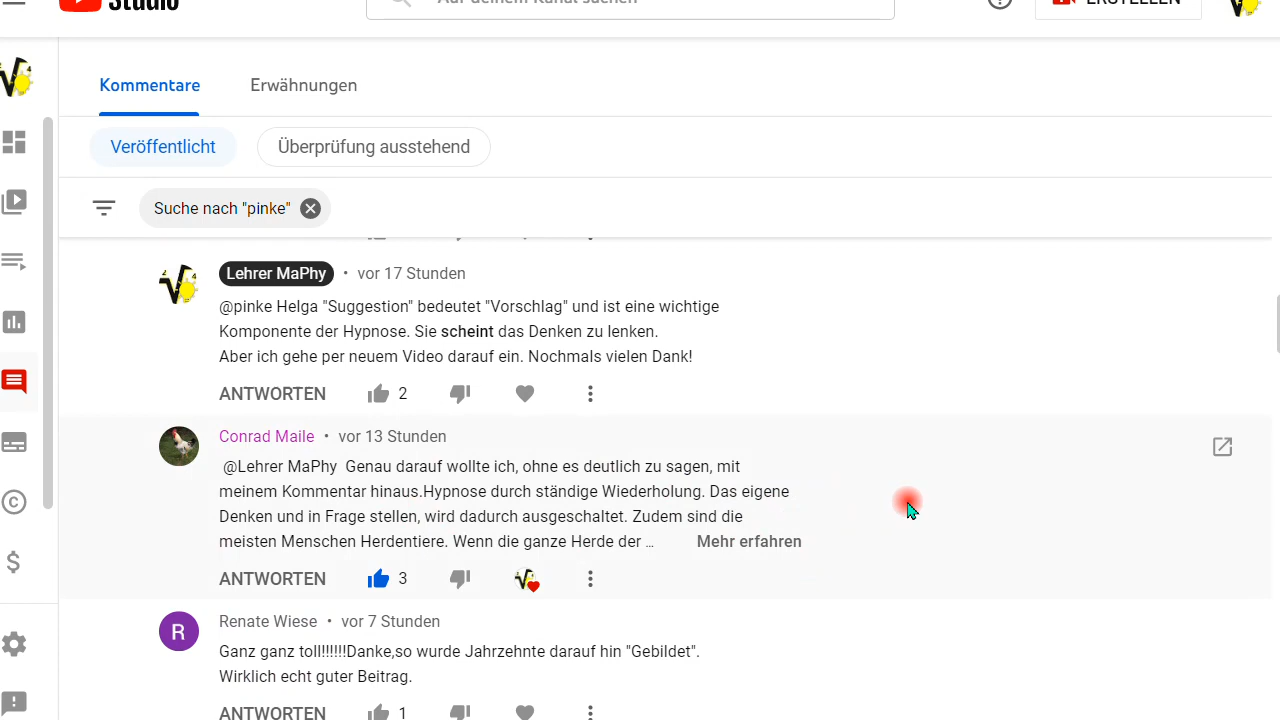 Studio
Auf deinem Kanal suchen
ERSTELLEN
Kommentare
Erwähnungen
Veröffentlicht
Überprüfung ausstehend
Suche nach "pinke"
Lehrer MaPhy • vor 17 Stunden
@pinke Helga "Suggestion" bedeutet "Vorschlag" und ist eine wichtige
Komponente der Hypnose. Sie scheint das Denken zu lenken.
Aber ich gehe per neuem Video darauf ein. Nochmals vielen Dank!
ANTWORTEN 2
Conrad Maile • vor 13 Stunden
@Lehrer MaPhy Genau darauf wollte ich, ohne es deutlich zu sagen, mit
meinem Kommentar hinaus.Hypnose durch ständige Wiederholung. Das eigene
Denken und in Frage stellen, wird dadurch ausgeschaltet. Zudem sind die
meisten Menschen Herdentiere. Wenn die ganze Herde der … Mehr erfahren
ANTWORTEN 3
R
Renate Wiese • vor 7 Stunden
Ganz ganz toll!!!!!!Danke,so wurde Jahrzehnte darauf hin "Gebildet".
Wirklich echt guter Beitrag.
ANTWORTEN 1